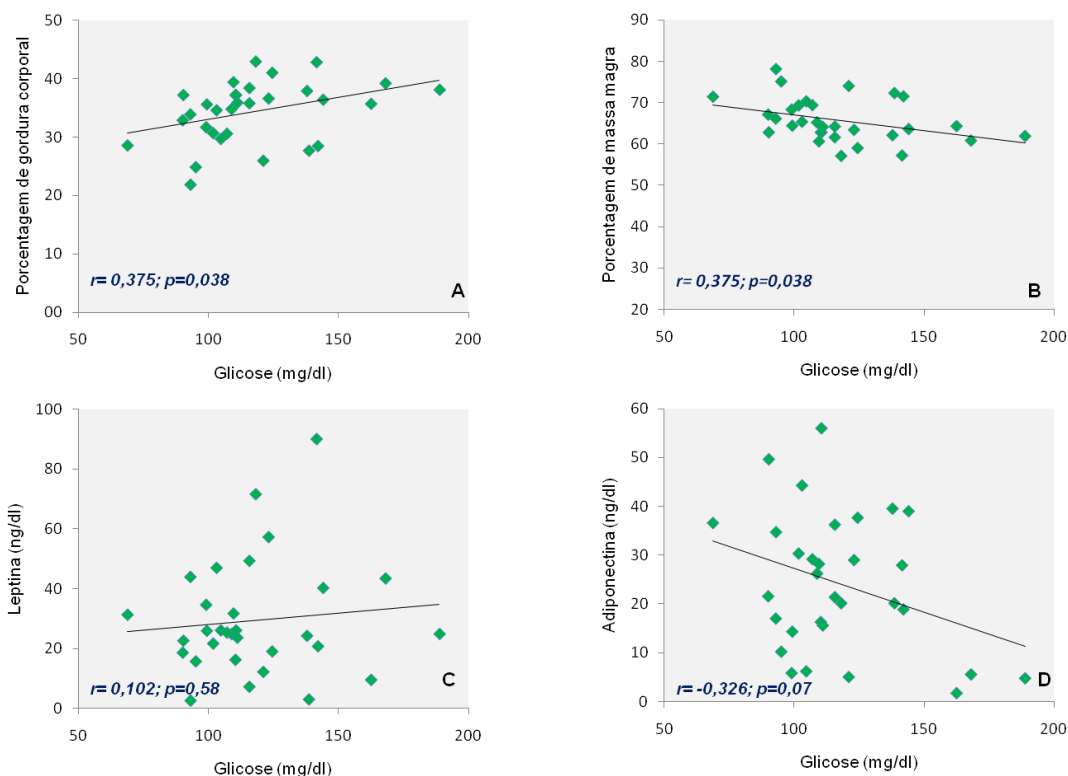 Porcentagem de gordura corporal
50
40
30
20
10
00
r= 0,375; p=0,038
A
50
100
150
200
Glicose (mg/dl)
Porcentagem de massa magra
90
80
70
60
50
40
30
20
r= 0,375; p=0,038
B
50
100
150
200
Glicose (mg/dl)
Leptina (ng/dl)
100
80
60
40
20
0
r= 0,102; p=0,58
C
50
100
150
200
Glicose (mg/dl)
Adiponectina (ng/dl)
60
50
40
30
20
10
0
r= -0,326; p=0,07
D
50
100
150
200
Glicose (mg/dl)